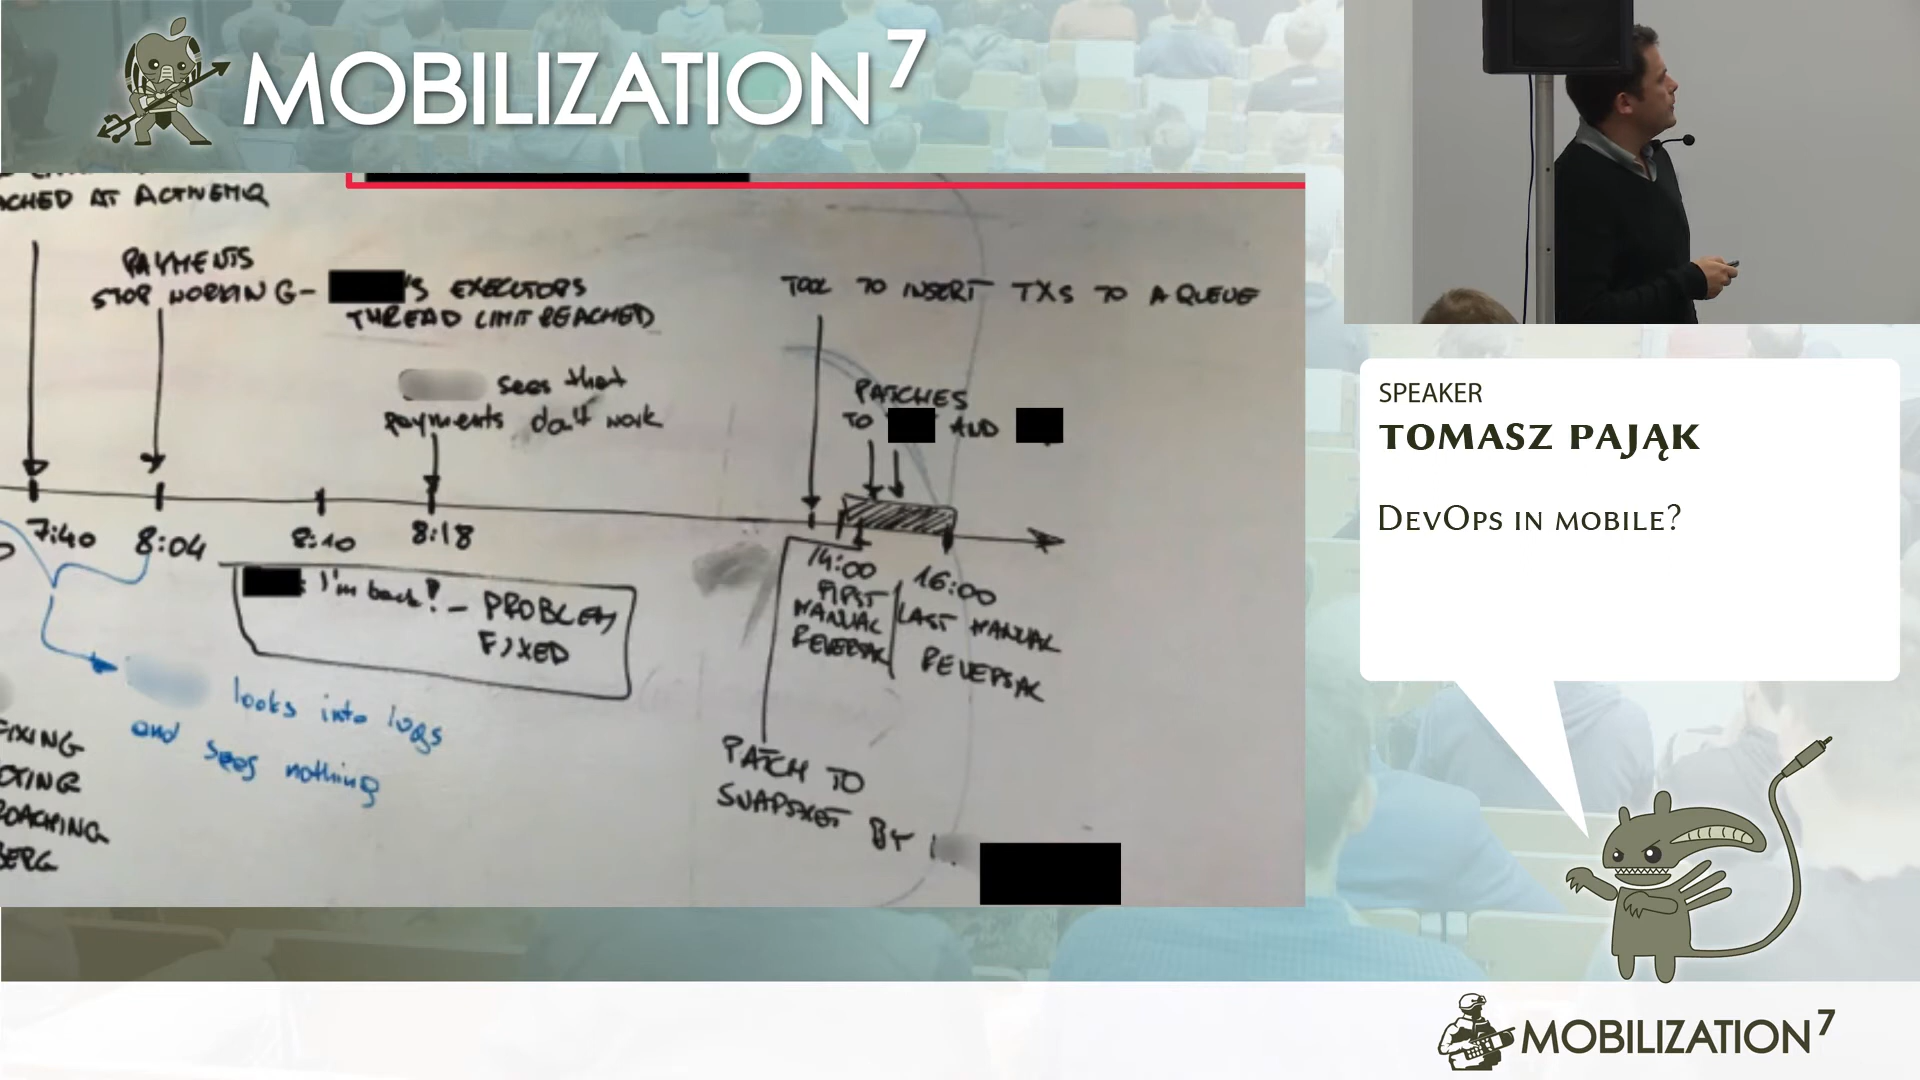 MOBILIZATION 7
ACHED AT ACTIVEMQ
PAYMENTS
STOP WORKING - 'S EXECUTORS
THREAD LIMIT REACHED
TOOL TO INSERT TXS TO A QUEUE
sees that
payments don't work
PATCHES
TO AND
7:40
8:04
8:10
8:18
14:00
FIRST
MANUAL
REVERSAL
16:00
LAST MANUAL
REVERSAL
: I'm back! - PROBLEM
FIXED
looks into logs
and sees nothing
FIXING
OACHING
BERG
PATCH TO
SNAPSHOT BY
SPEAKER
TOMASZ PAJĄK
DEVOPS IN MOBILE?
MOBILIZATION 7